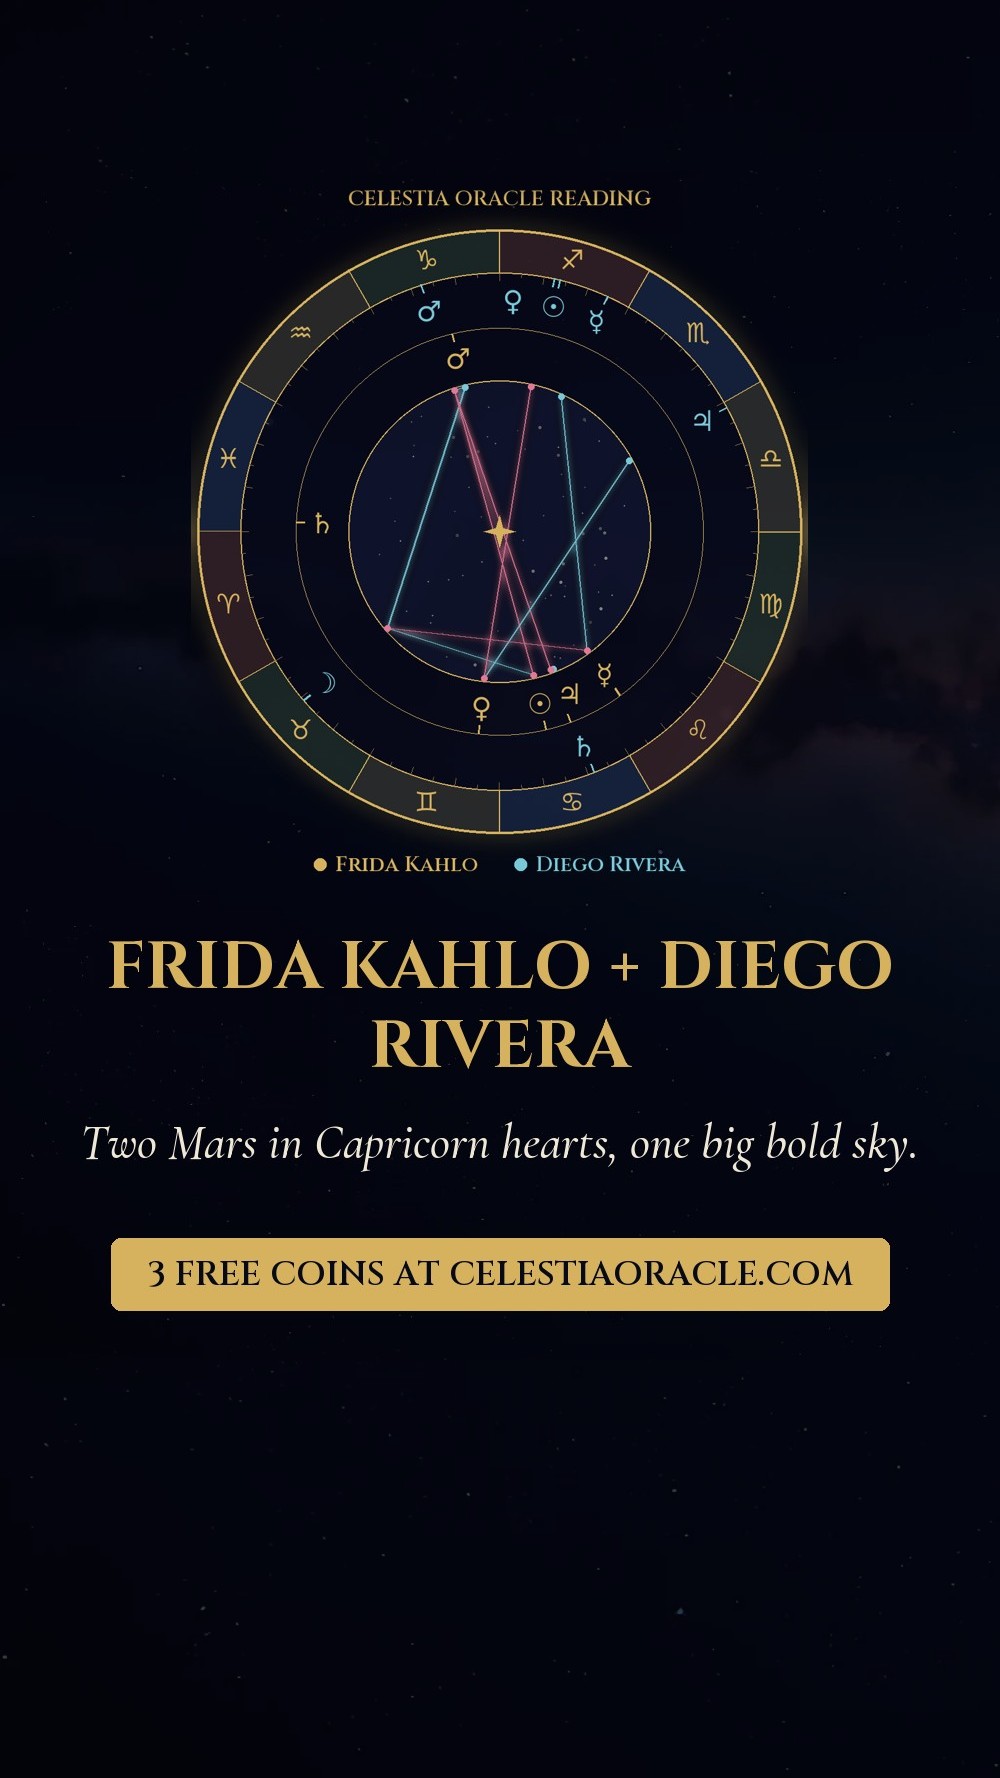 CELESTIA ORACLE READING
FRIDA KAHLO DIEGO RIVERA
FRIDA KAHLO + DIEGO
RIVERA
Two Mars in Capricorn hearts, one big bold sky.
3 FREE COINS AT CELESTIAORACLE.COM